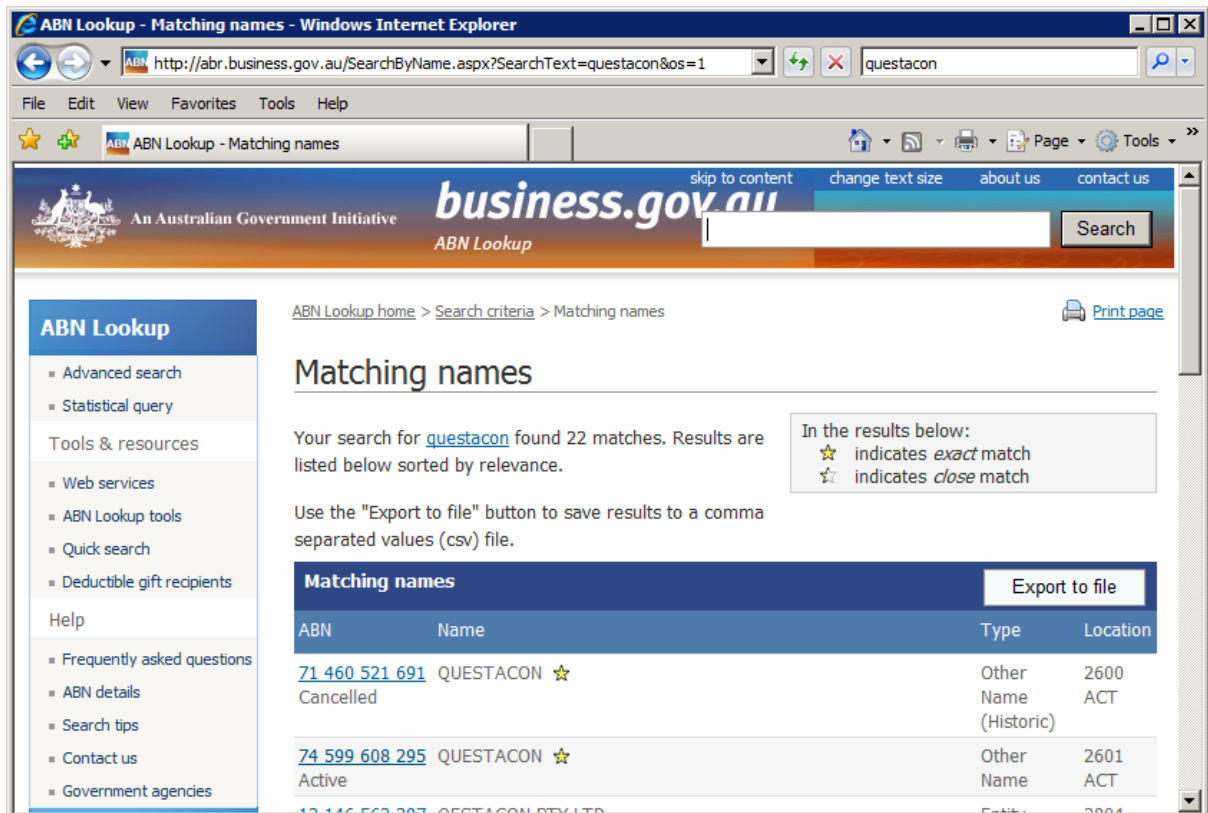 ABN Lookup - Matching names - Windows Internet Explorer
ABN http://abr.business.gov.au/SearchByName.aspx?SearchText=questacon&os=1 questacon
File Edit View Favorites Tools Help
ABN ABN Lookup - Matching names Page Tools »
skip to content change text size about us contact us
An Australian Government Initiative business.gov.au
ABN Lookup
Search
ABN Lookup
Advanced search
Statistical query
Tools & resources
Web services
ABN Lookup tools
Quick search
Deductible gift recipients
Help
Frequently asked questions
ABN details
Search tips
Contact us
Government agencies
ABN Lookup home > Search criteria > Matching names
Print page
Matching names
Your search for questacon found 22 matches. Results are
listed below sorted by relevance.
In the results below:
indicates exact match
indicates close match
Use the "Export to file" button to save results to a comma
separated values (csv) file.
Matching names Export to file
ABN Name Type Location
71 460 521 691 QUESTACON Other 2600
Cancelled Name ACT
(Historic)
74 599 608 295 QUESTACON Other 2601
Active Name ACT